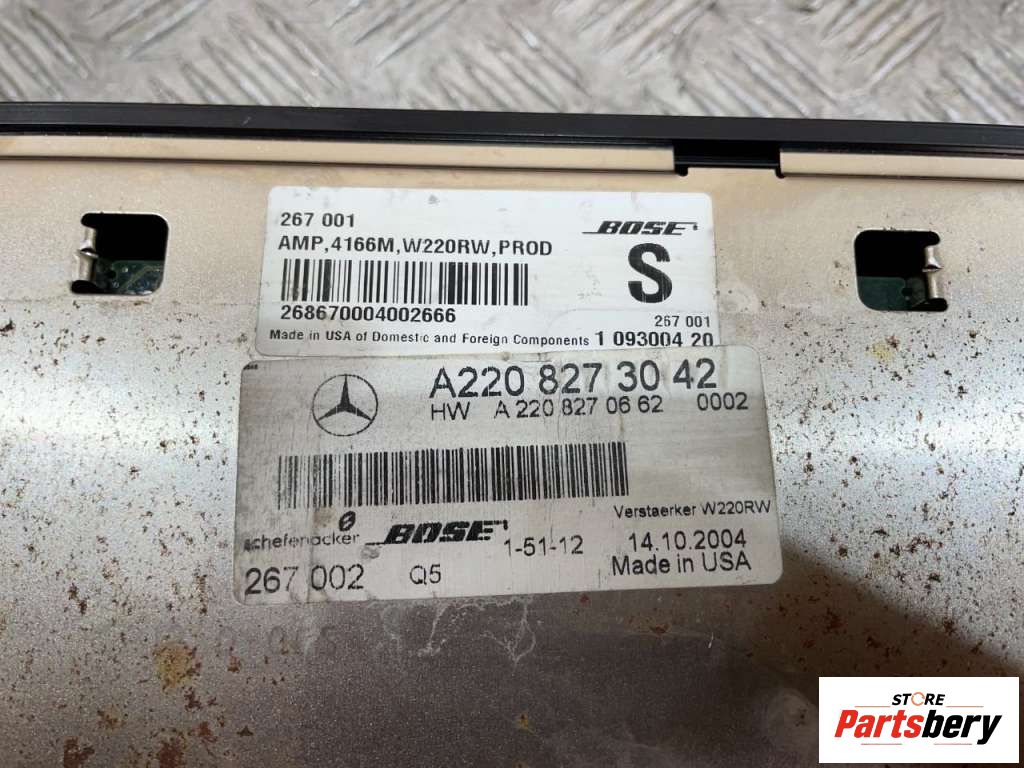 267 001
BOSE
AMP,4166M,W220RW,PROD
S
268670004002666
267 001
Made in USA of Domestic and Foreign Components 1 093004 20
A220 827 30 42
HW A 220 827 06 62 0002
Verstaerker W220RW
schefenacker BOSE 1-51-12 14.10.2004
267 002 Q5 Made in USA
STORE
Partsbery